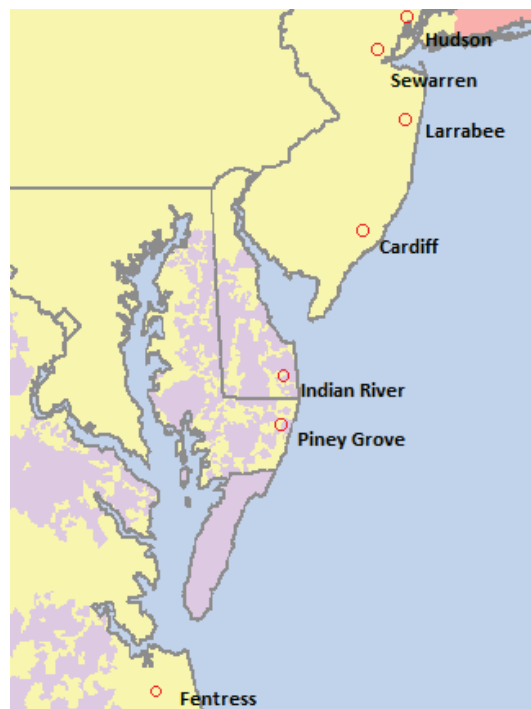 Hudson
Sewarren
Larrabee
Cardiff
Indian River
Piney Grove
Fentress